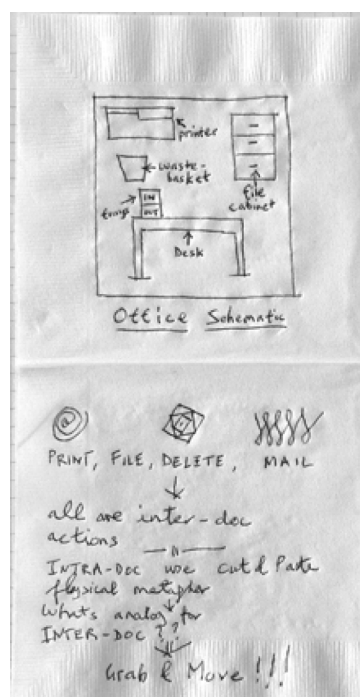 printer
waste-
basket
file
cabinet
trays
IN
OUT
Desk
Office Schematic
@
PRINT, FILE, DELETE, MAIL
all are inter-doc
actions
INTRA-DOC use cut & Paste
physical metaphor
What's analog for
INTER-DOC ??
Grab & Move !!!